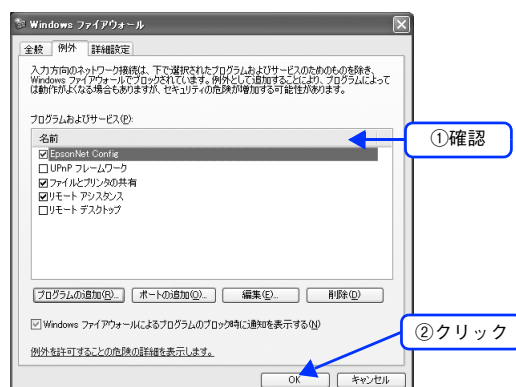 Windows ファイアウォール
全般 例外 詳細設定
入力方向のネットワーク接続は、下で選択されたプログラムおよびサービスのためのものを除き、
Windows ファイアウォールでブロックされています。例外として追加することにより、プログラムによって
は動作がよくなる場合もありますが、セキュリティの危険が増加する可能性があります。
プログラムおよびサービス(P):
名前
①確認
EpsonNet Config
UPnP フレームワーク
ファイルとプリンタの共有
リモート アシスタンス
リモート デスクトップ
プログラムの追加(R)... ポートの追加(O)... 編集(E)... 削除(D)
Windows ファイアウォールによるプログラムのブロック時に通知を表示する(N)
②クリック
例外を許可することの危険の詳細を表示します。
OK キャンセル